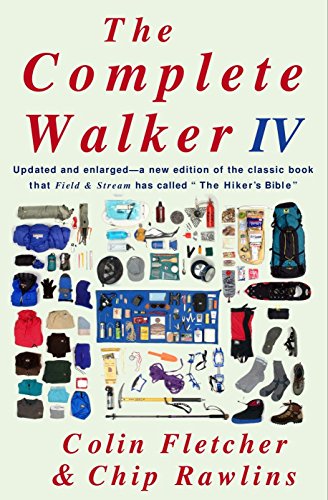 The
Complete
Walker IV
Updated and enlarged—a new edition of the classic book
that Field & Stream has called “ The Hiker's Bible”
Colin Fletcher
& Chip Rawlins